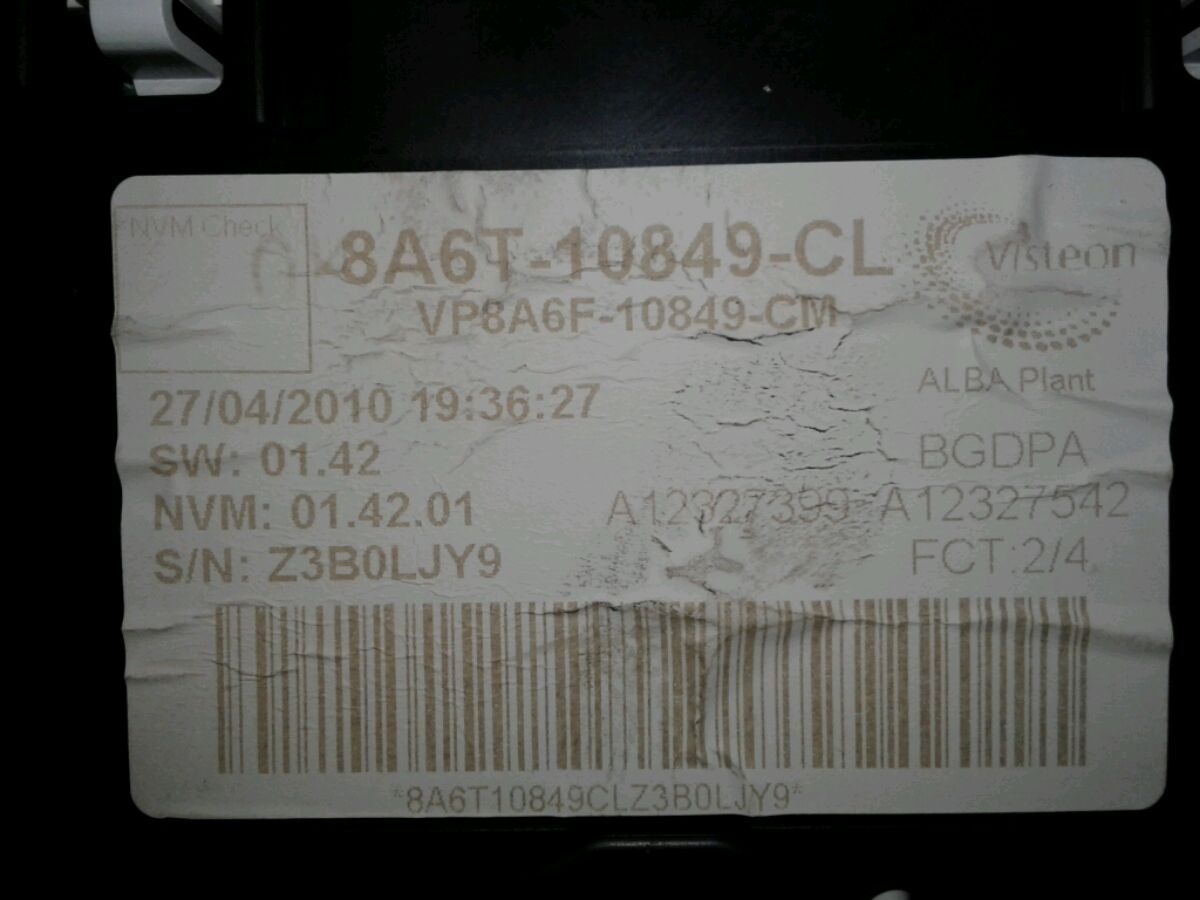 NVM Check
8A6T-10849-CL
VP8A6F-10849-CM
Visteon
ALBA Plant
27/04/2010 19:36:27
SW: 01.42
BGDPA
NVM: 01.42.01
A12327399 A12327542
S/N: Z3B0LJY9
FCT:2/4
*8A6T10849CLZ3B0LJY9*